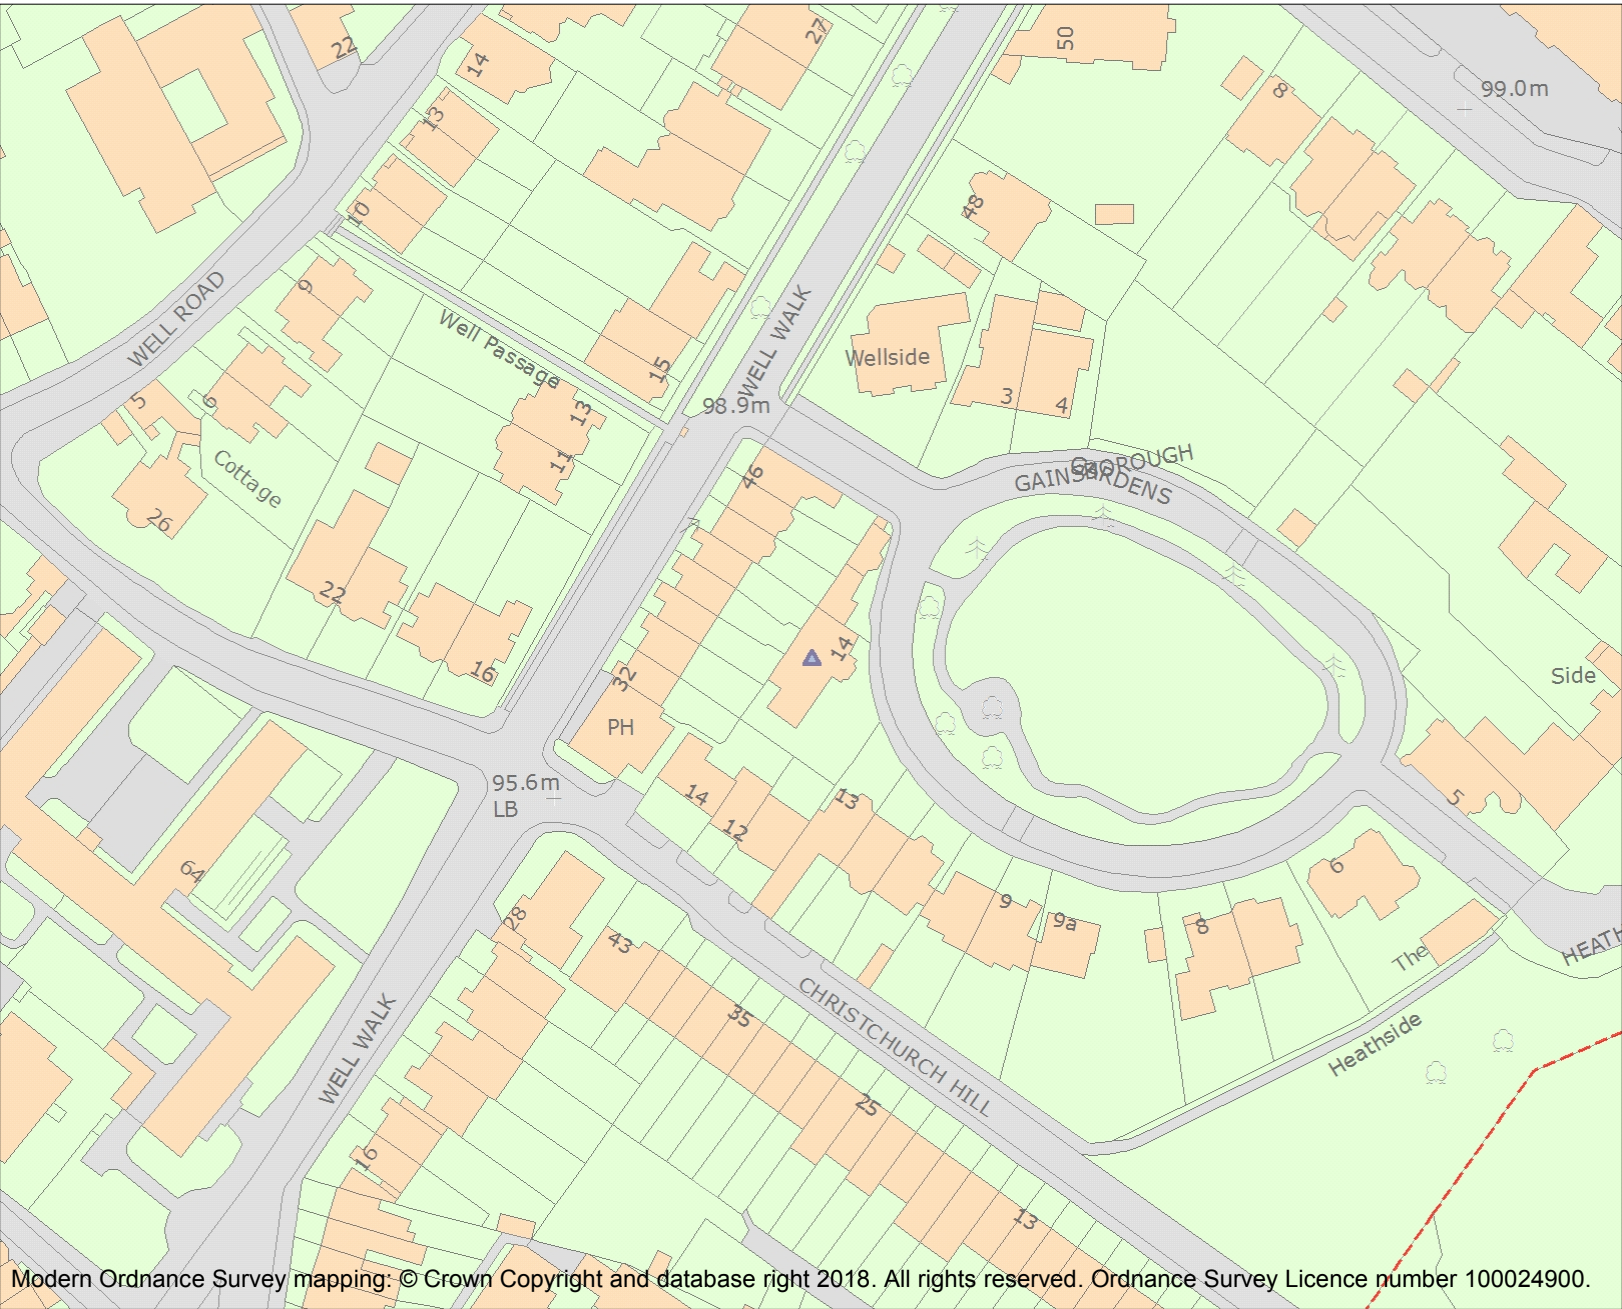 22
27
50
14
8
99.0m
13
10
48
9
WELL ROAD
Well Passage
WELL WALK
15
Wellside
98.9m
3
4
5
6
13
11
Cottage
26
46
GAINSBOROUGH
GARDENS
22
16
32
14
PH
Side
95.6m
LB
14
12
13
5
64
6
28
43
9
9a
8
The
HEATH
35
CHRISTCHURCH HILL
WELL WALK
Heathside
25
16
13
Modern Ordnance Survey mapping: © Crown Copyright and database right 2018. All rights reserved. Ordnance Survey Licence number 100024900.